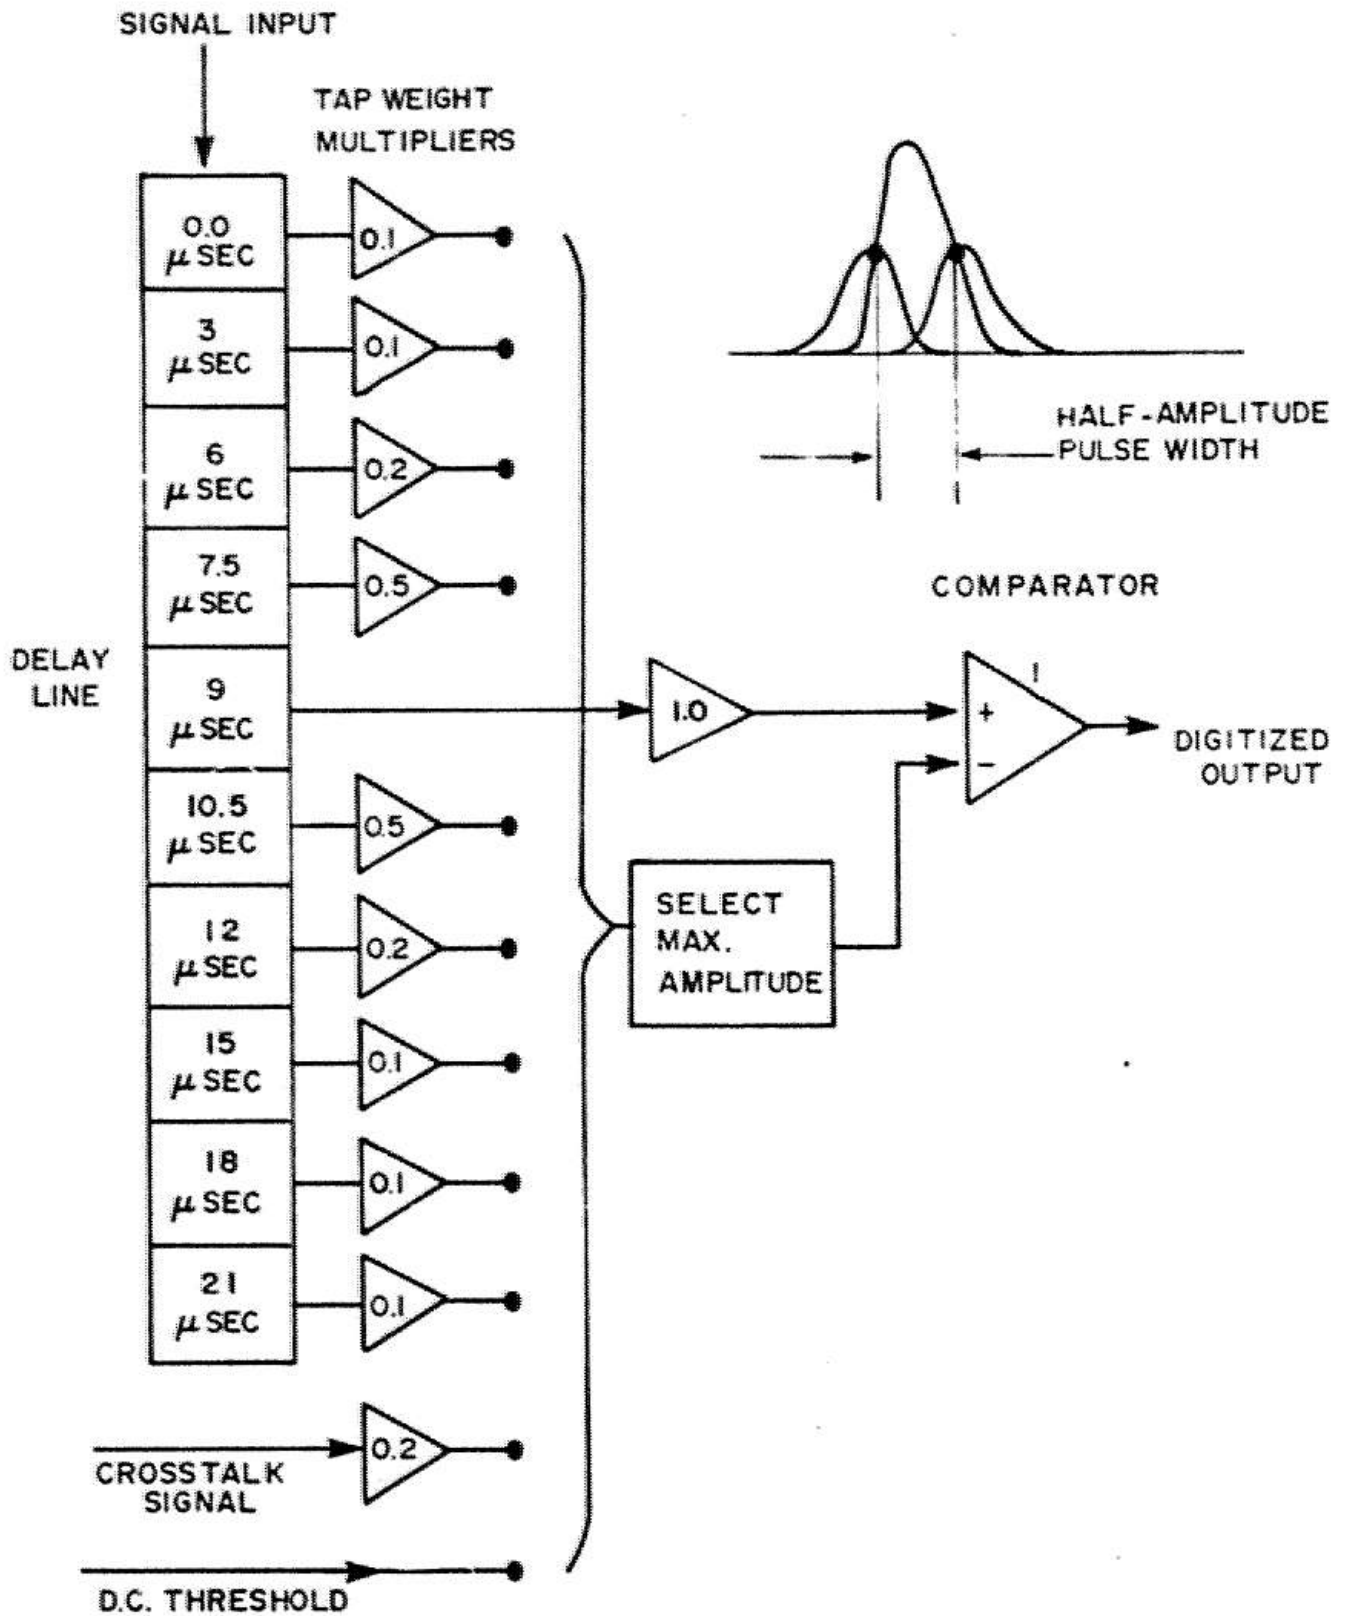 SIGNAL INPUT
TAP WEIGHT
MULTIPLIERS
0.0
μ SEC
0.1
3
μ SEC
0.1
6
μ SEC
0.2
7.5
μ SEC
0.5
DELAY
LINE
9
μ SEC
1.0
10.5
μ SEC
0.5
12
μ SEC
0.2
15
μ SEC
0.1
18
μ SEC
0.1
21
μ SEC
0.1
CROSSTALK
SIGNAL
0.2
D.C. THRESHOLD
SELECT
MAX.
AMPLITUDE
HALF-AMPLITUDE
PULSE WIDTH
COMPARATOR
1
+
−
DIGITIZED
OUTPUT